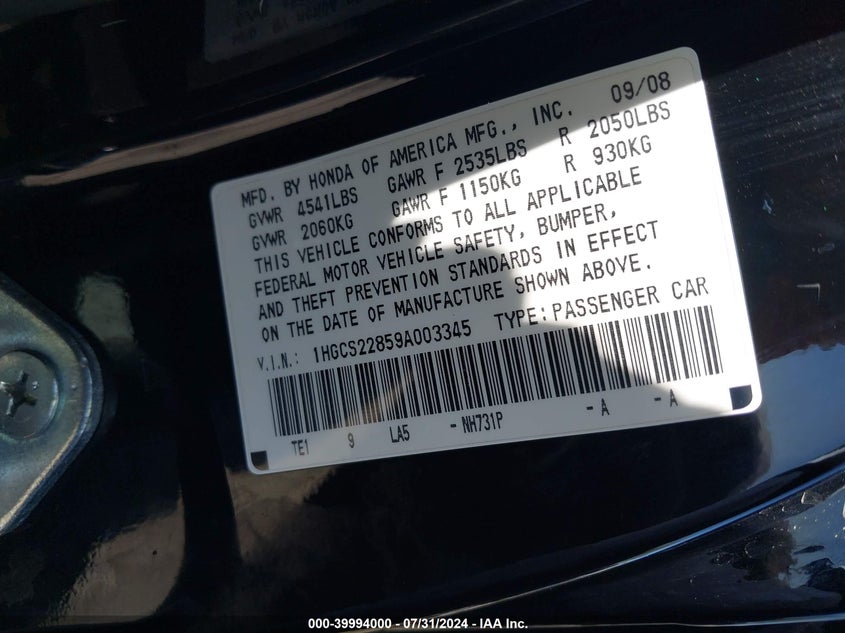 09/08
MFD. BY HONDA OF AMERICA MFG., INC.
GVWR 4541LBS GAWR F 2535LBS R 2050LBS
GVWR 2060KG GAWR F 1150KG R 930KG
THIS VEHICLE CONFORMS TO ALL APPLICABLE
FEDERAL MOTOR VEHICLE SAFETY, BUMPER,
AND THEFT PREVENTION STANDARDS IN EFFECT
ON THE DATE OF MANUFACTURE SHOWN ABOVE.
V.I.N.: 1HGCS22859A003345 TYPE:PASSENGER CAR
TE1 9 LA5 -NH731P -A -A
000-39994000 - 07/31/2024 - IAA Inc.